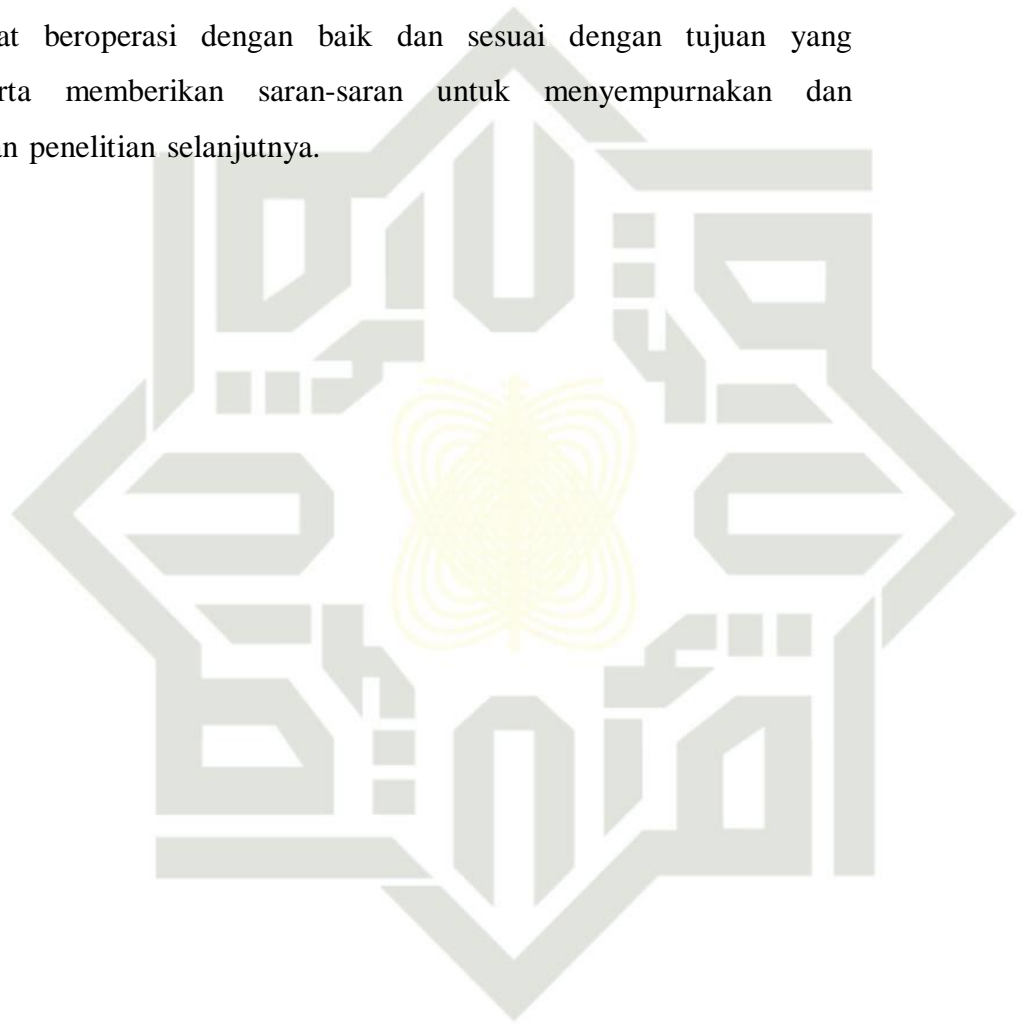 at beroperasi dengan baik dan sesuai dengan tujuan yang
rta memberikan saran-saran untuk menyempurnakan dan
an penelitian selanjutnya.